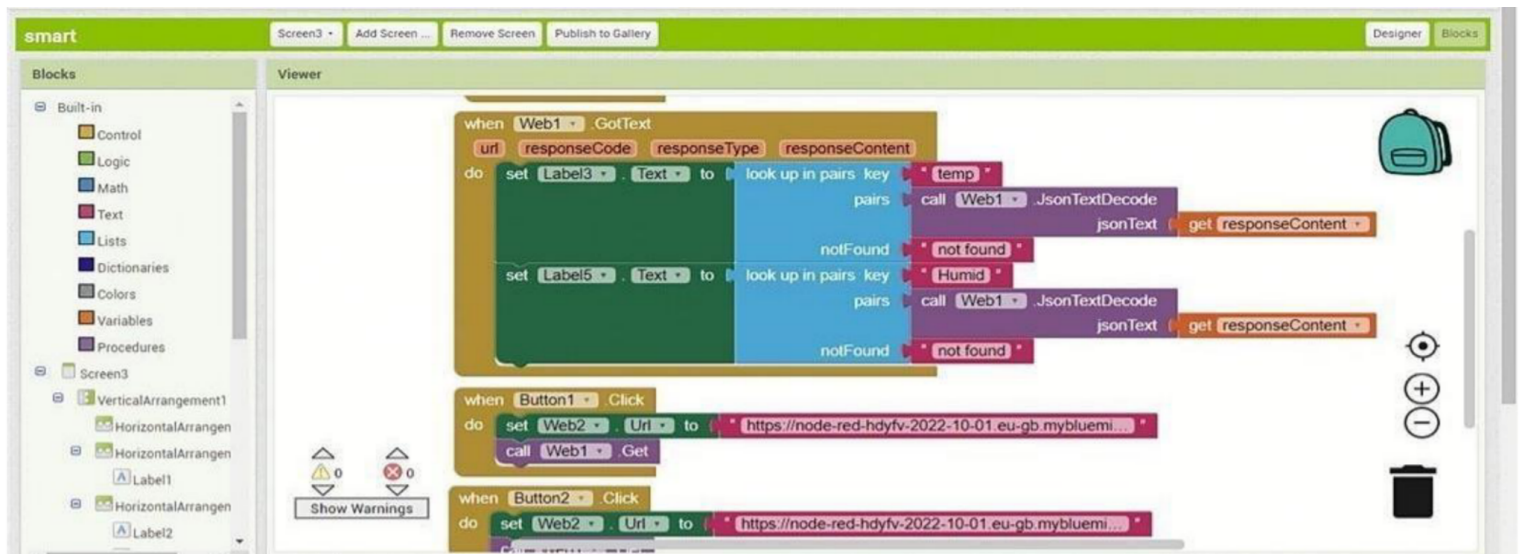 smart Screen3 Add Screen ... Remove Screen Publish to Gallery Designer Blocks
Blocks Viewer
Built-in
Control
Logic
Math
Text
Lists
Dictionaries
Colors
Variables
Procedures
Screen3
VerticalArrangement1
HorizontalArrangen
HorizontalArrangen
Label1
HorizontalArrangen
Label2
0 0
Show Warnings
when Web1 .GotText
url responseCode responseType responseContent
do set Label3 . Text to look up in pairs key " temp "
pairs call Web1 .JsonTextDecode
jsonText get responseContent
notFound " not found "
set Label5 . Text to look up in pairs key " Humid "
pairs call Web1 .JsonTextDecode
jsonText get responseContent
notFound " not found "
when Button1 .Click
do set Web2 . Url to " https://node-red-hdyfv-2022-10-01.eu-gb.mybluemi... "
call Web1 .Get
when Button2 .Click
do set Web2 . Url to " https://node-red-hdyfv-2022-10-01.eu-gb.mybluemi... "